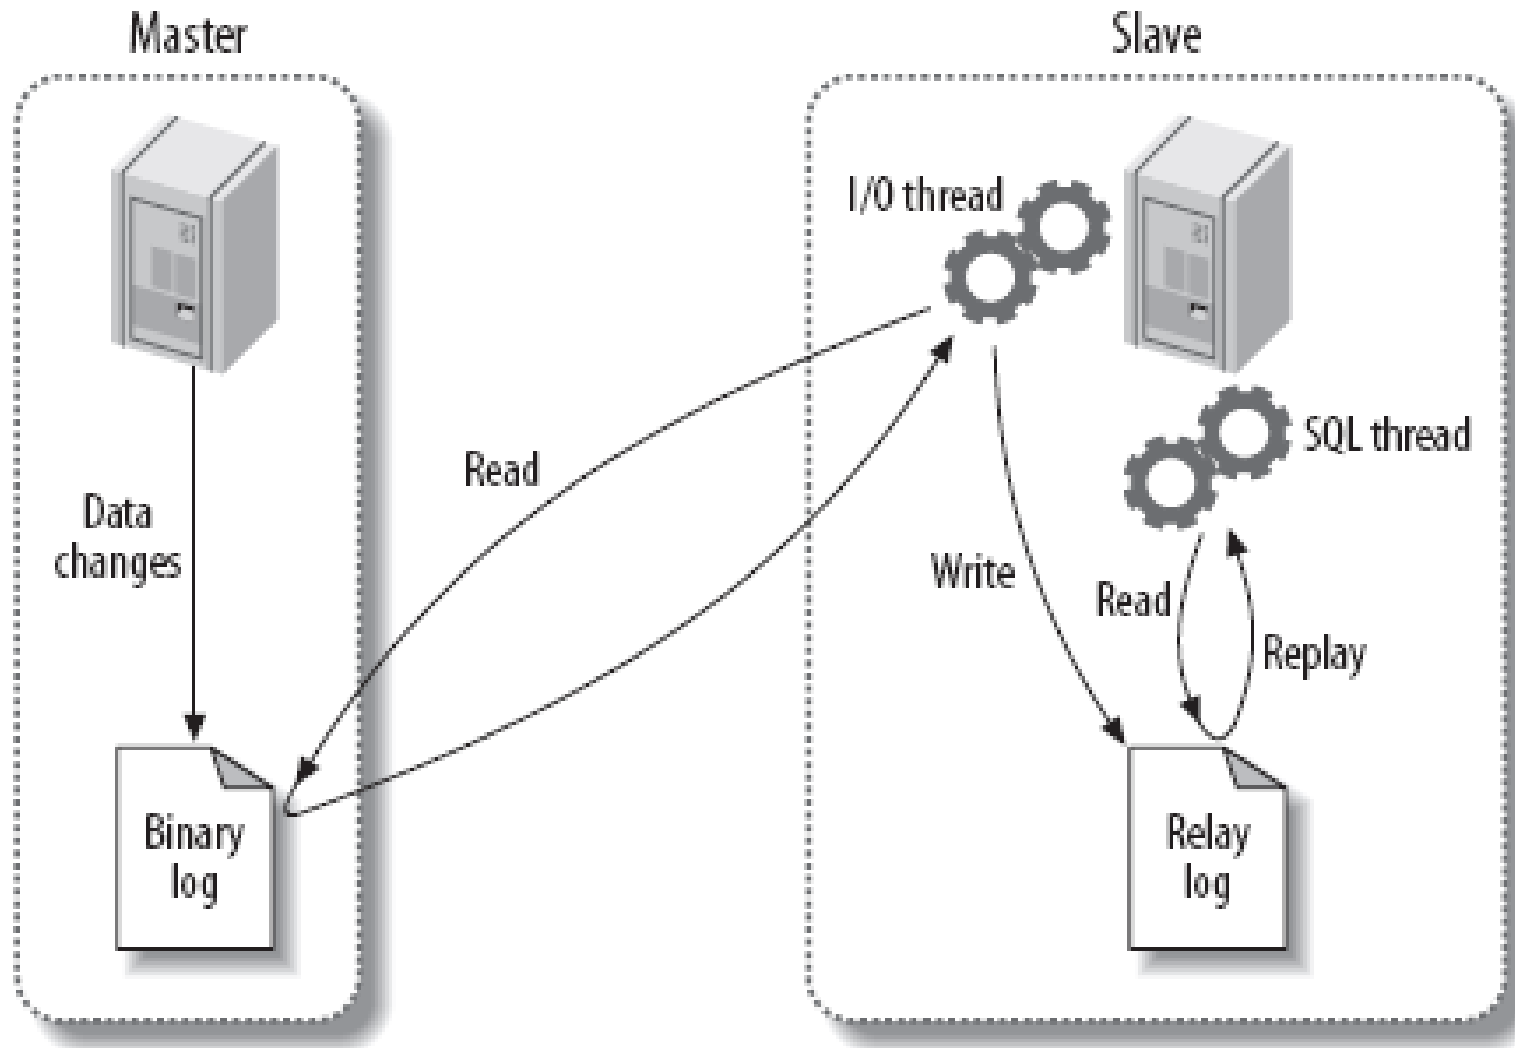 Master
Slave
I/O thread
SQL thread
Read
Data
changes
Write
Read
Replay
Binary
log
Relay
log